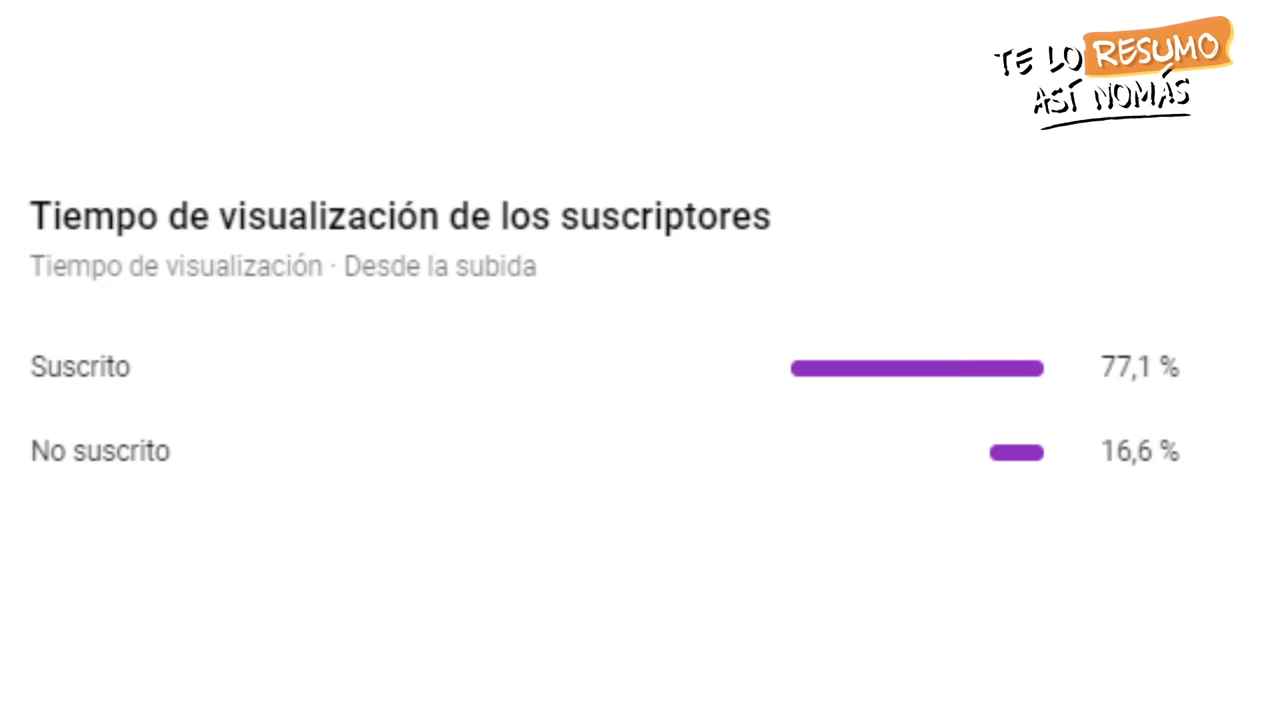 TE LO RESUMO
ASÍ NOMÁS
Tiempo de visualización de los suscriptores
Tiempo de visualización · Desde la subida
Suscrito 77,1 %
No suscrito 16,6 %